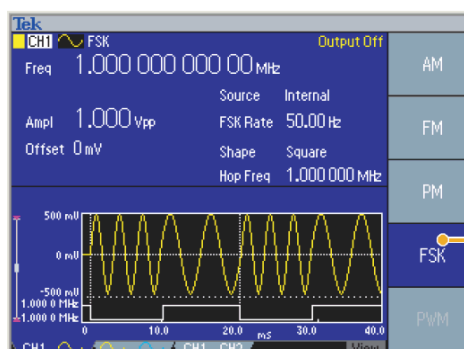 Tek
CH1 FSK Output Off
Freq 1.000 000 000 00 MHz
Source Internal
Ampl 1.000 Vpp FSK Rate 50.00 Hz
Offset 0 mV Shape Square
Hop Freq 1.000 000 MHz
500 mU
0 mU
-500 mU
1.000 0 MHz
1.000 0 MHz
0 10.0 20.0 ms 30.0 40.0
CH1 CH1 CH2 View
AM
FM
PM
FSK
PWM